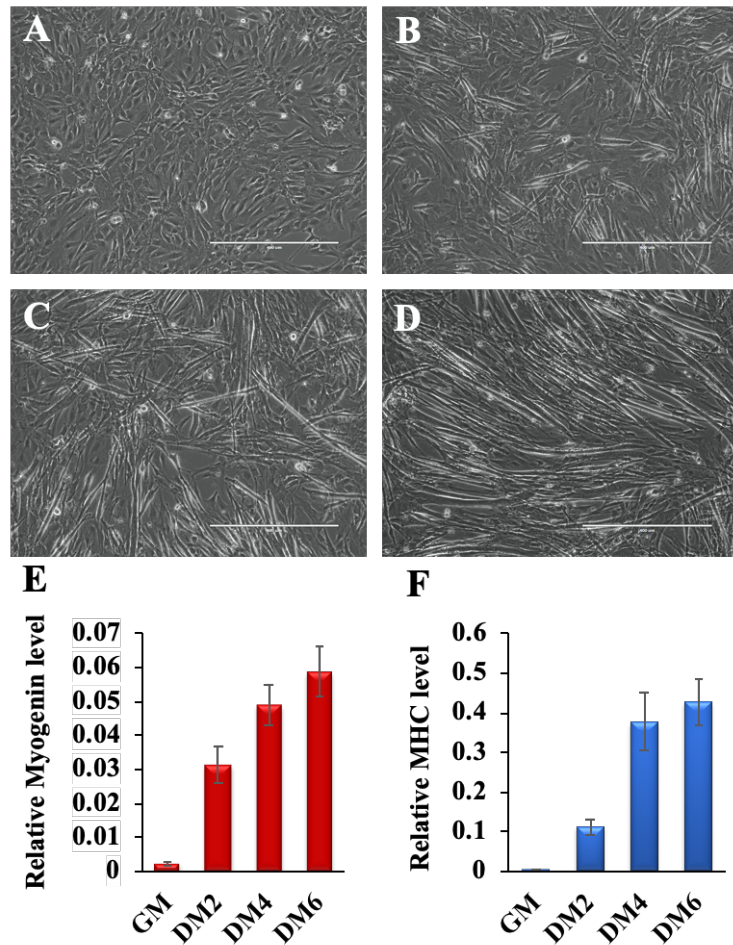 A
B
C
D
E
Relative Myogenin level
0.07
0.06
0.05
0.04
0.03
0.02
0.01
0
GM
DM2
DM4
DM6
F
Relative MHC level
0.6
0.5
0.4
0.3
0.2
0.1
0
GM
DM2
DM4
DM6